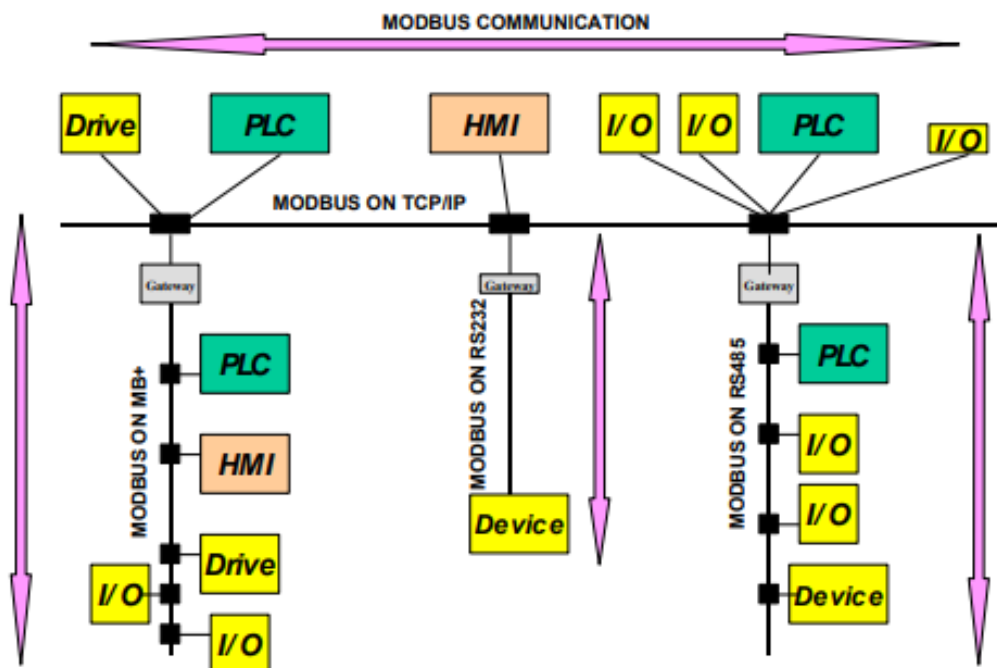 MODBUS COMMUNICATION
Drive
PLC
HMI
I/O
I/O
PLC
I/O
MODBUS ON TCP/IP
Gateway
Gateway
Gateway
MODBUS ON MB+
PLC
HMI
Drive
I/O
I/O
MODBUS ON RS232
Device
MODBUS ON RS485
PLC
I/O
I/O
Device